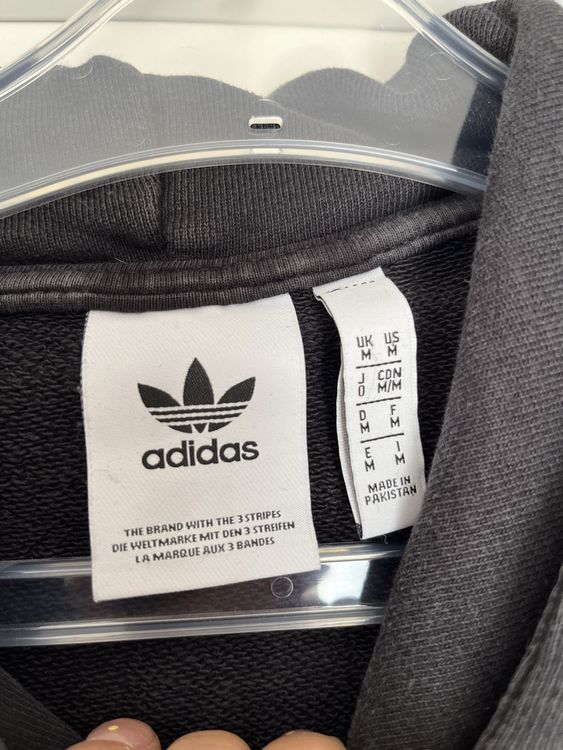 adidas
THE BRAND WITH THE 3 STRIPES
DIE WELTMARKE MIT DEN 3 STREIFEN
LA MARQUE AUX 3 BANDES
UK US
M M
J CDN
O M/M
D F
M M
E I
M M
MADE IN
PAKISTAN